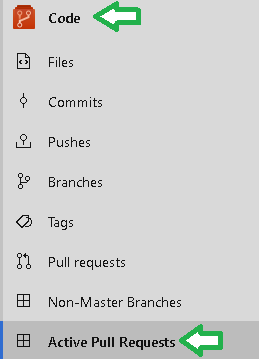 Code
Files
Commits
Pushes
Branches
Tags
Pull requests
Non-Master Branches
Active Pull Requests